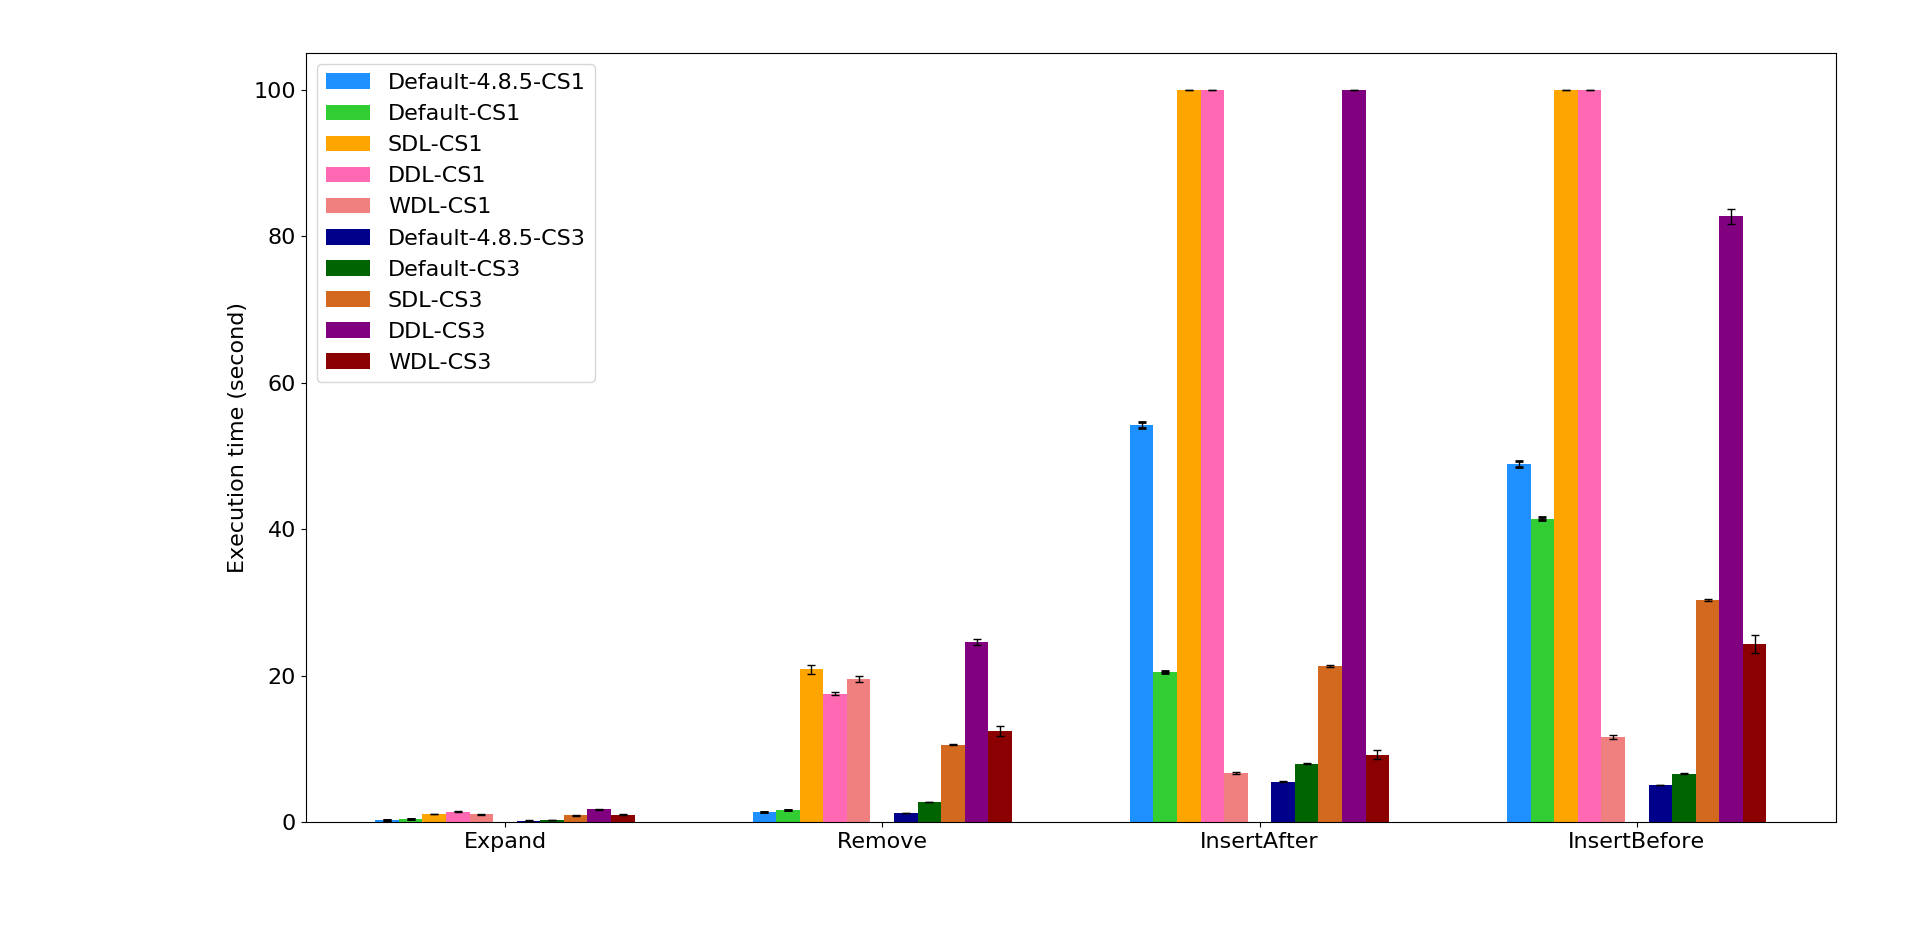 Default-4.8.5-CS1
Default-CS1
SDL-CS1
DDL-CS1
WDL-CS1
Default-4.8.5-CS3
Default-CS3
SDL-CS3
DDL-CS3
WDL-CS3
Execution time (second)
100
80
60
40
20
0
Expand Remove InsertAfter InsertBefore